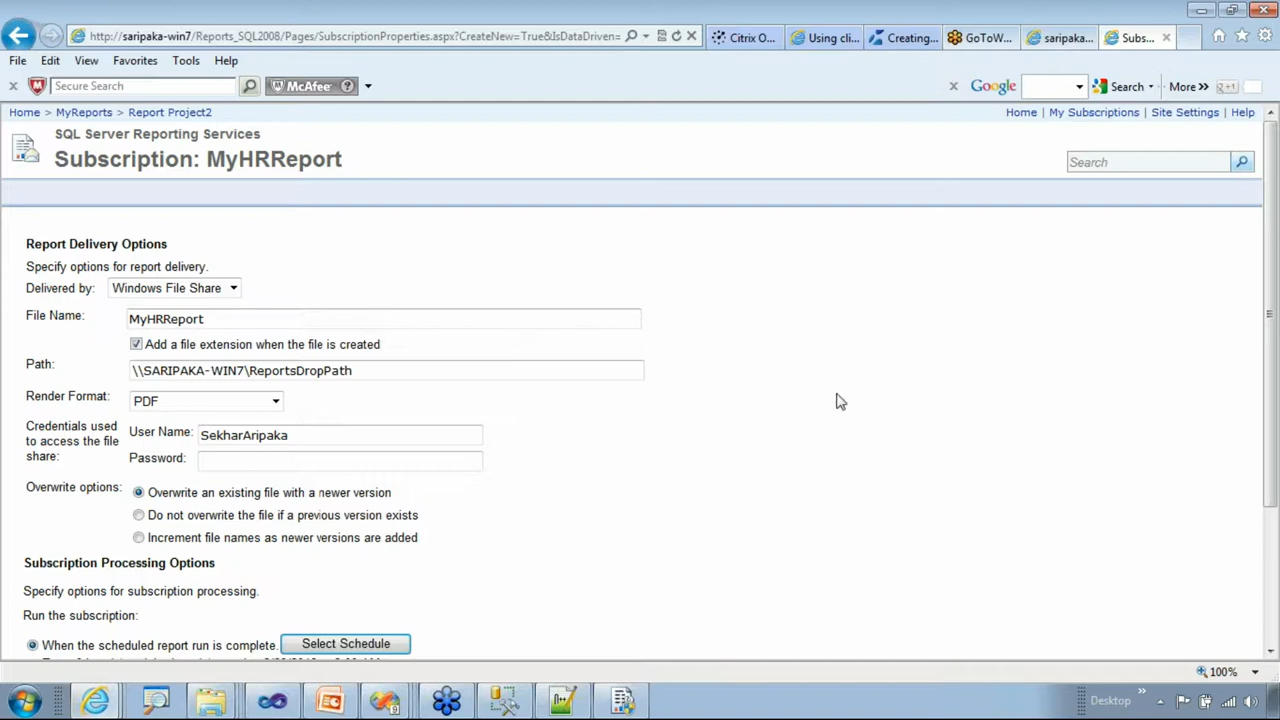 http://saripaka-win7/Reports_SQL2008/Pages/SubscriptionProperties.aspx?CreateNew=True&IsDataDriven=
Citrix O...
Using cli...
Creating...
GoToW...
saripaka...
Subs...
File Edit View Favorites Tools Help
Secure Search
McAfee
Google
Search
More »
+1
Home > MyReports > Report Project2
Home | My Subscriptions | Site Settings | Help
SQL Server Reporting Services
Subscription: MyHRReport
Search
Report Delivery Options
Specify options for report delivery.
Delivered by: Windows File Share
File Name: MyHRReport
Add a file extension when the file is created
Path: \\SARIPAKA-WIN7\ReportsDropPath
Render Format: PDF
Credentials used to access the file share:
User Name: SekharAripaka
Password:
Overwrite options:
Overwrite an existing file with a newer version
Do not overwrite the file if a previous version exists
Increment file names as newer versions are added
Subscription Processing Options
Specify options for subscription processing.
Run the subscription:
When the scheduled report run is complete. Select Schedule
100%
Desktop